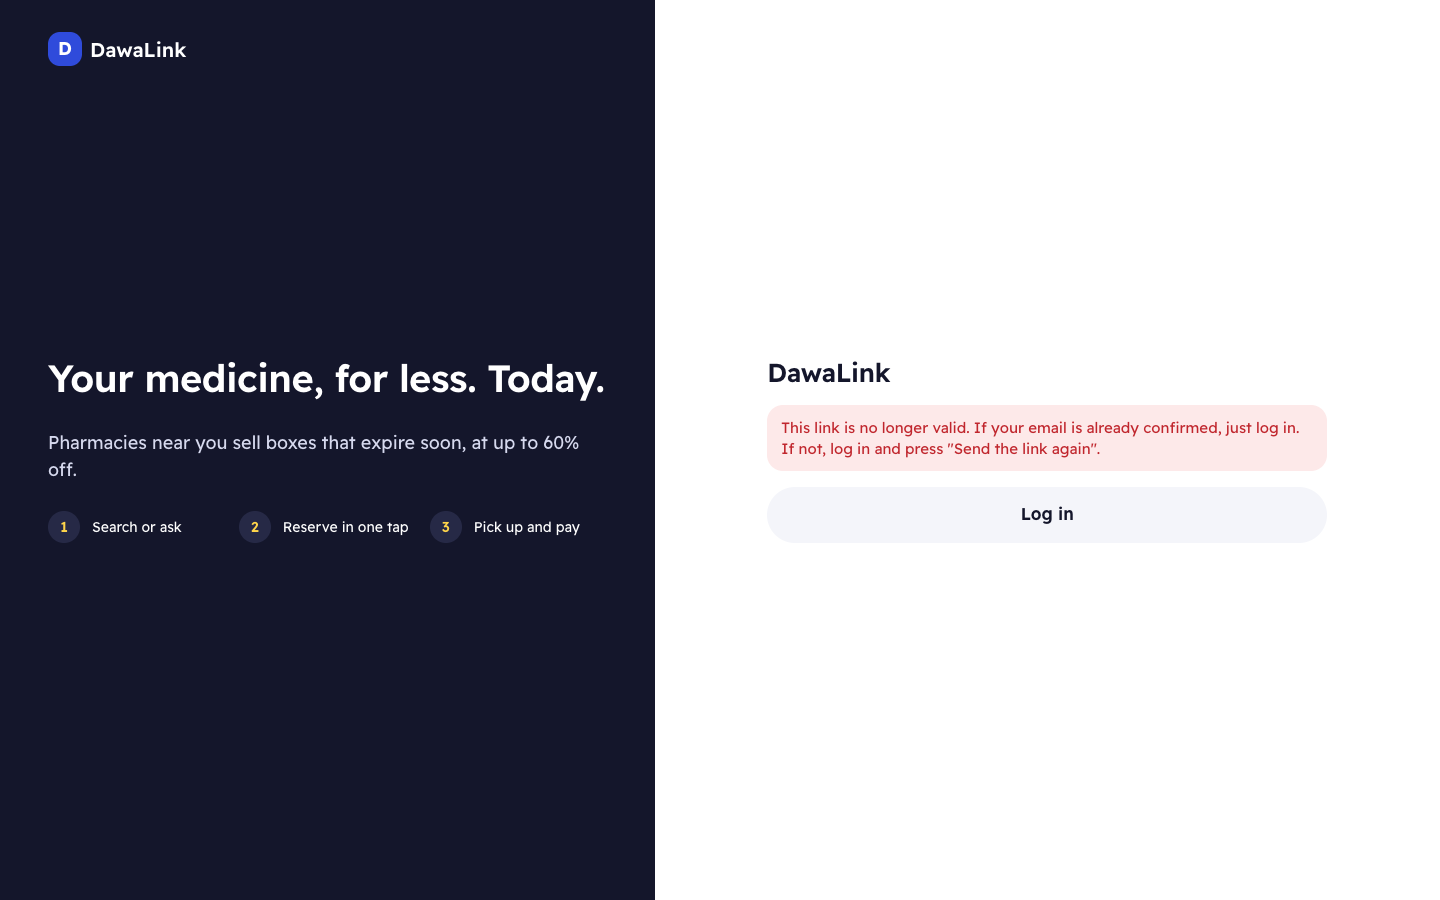 D DawaLink
Your medicine, for less. Today.
Pharmacies near you sell boxes that expire soon, at up to 60%
off.
1 Search or ask
2 Reserve in one tap
3 Pick up and pay
DawaLink
This link is no longer valid. If your email is already confirmed, just log in.
If not, log in and press "Send the link again".
Log in